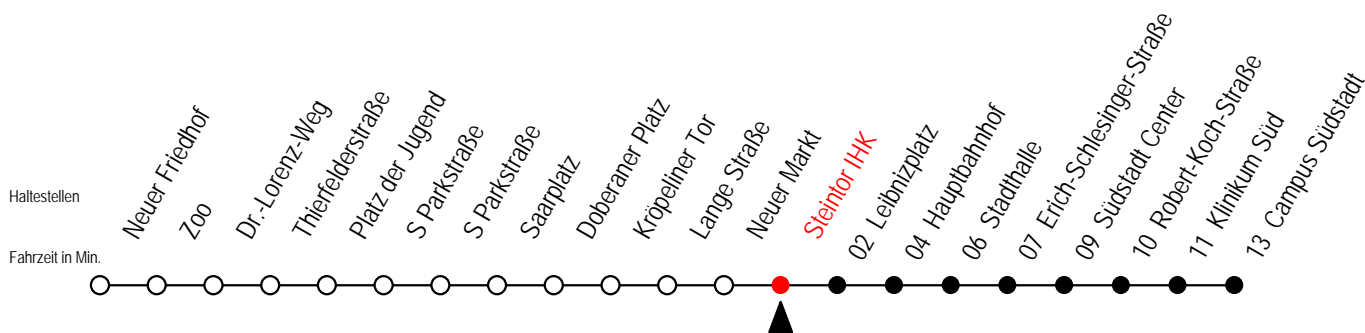 Haltestellen
Fahrzeit in Min.
Neuer Friedhof
Zoo
Dr.-Lorenz-Weg
Thierfelderstraße
Platz der Jugend
S Parkstraße
S Parkstraße
Saarplatz
Doberaner Platz
Kröpeliner Tor
Lange Straße
Neuer Markt
Steintor IHK
02 Leibnizplatz
04 Hauptbahnhof
06 Stadthalle
07 Erich-Schlesinger-Straße
09 Südstadt Center
10 Robert-Koch-Straße
11 Klinikum Süd
13 Campus Südstadt